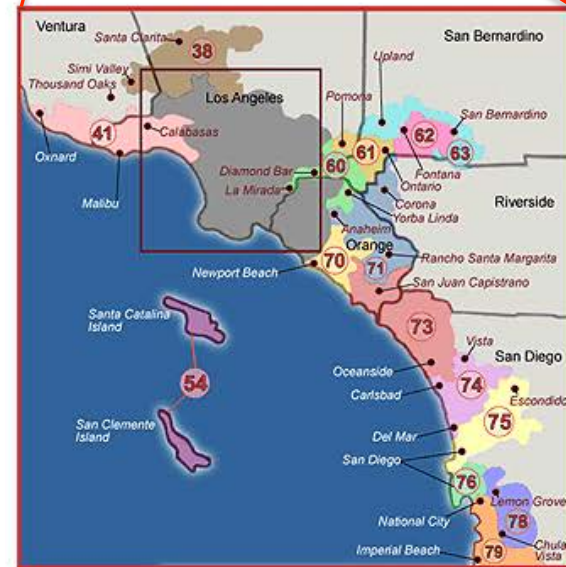 Ventura
Santa Clarita
38
San Bernardino
Simi Valley
Thousand Oaks
Upland
Los Angeles
Pomona
San Bernardino
41
Calabasas
60
61
62
63
Oxnard
Diamond Bar
Fontana
Ontario
La Mirada
Corona
Malibu
Yorba Linda
Riverside
Anaheim
Orange
70
71
Rancho Santa Margarita
Newport Beach
San Juan Capistrano
Santa Catalina
Island
73
Vista
San Diego
Oceanside
74
54
Carlsbad
Escondido
75
San Clemente
Island
Del Mar
San Diego
76
Lemon Grove
National City
78
Chula
Vista
Imperial Beach
79